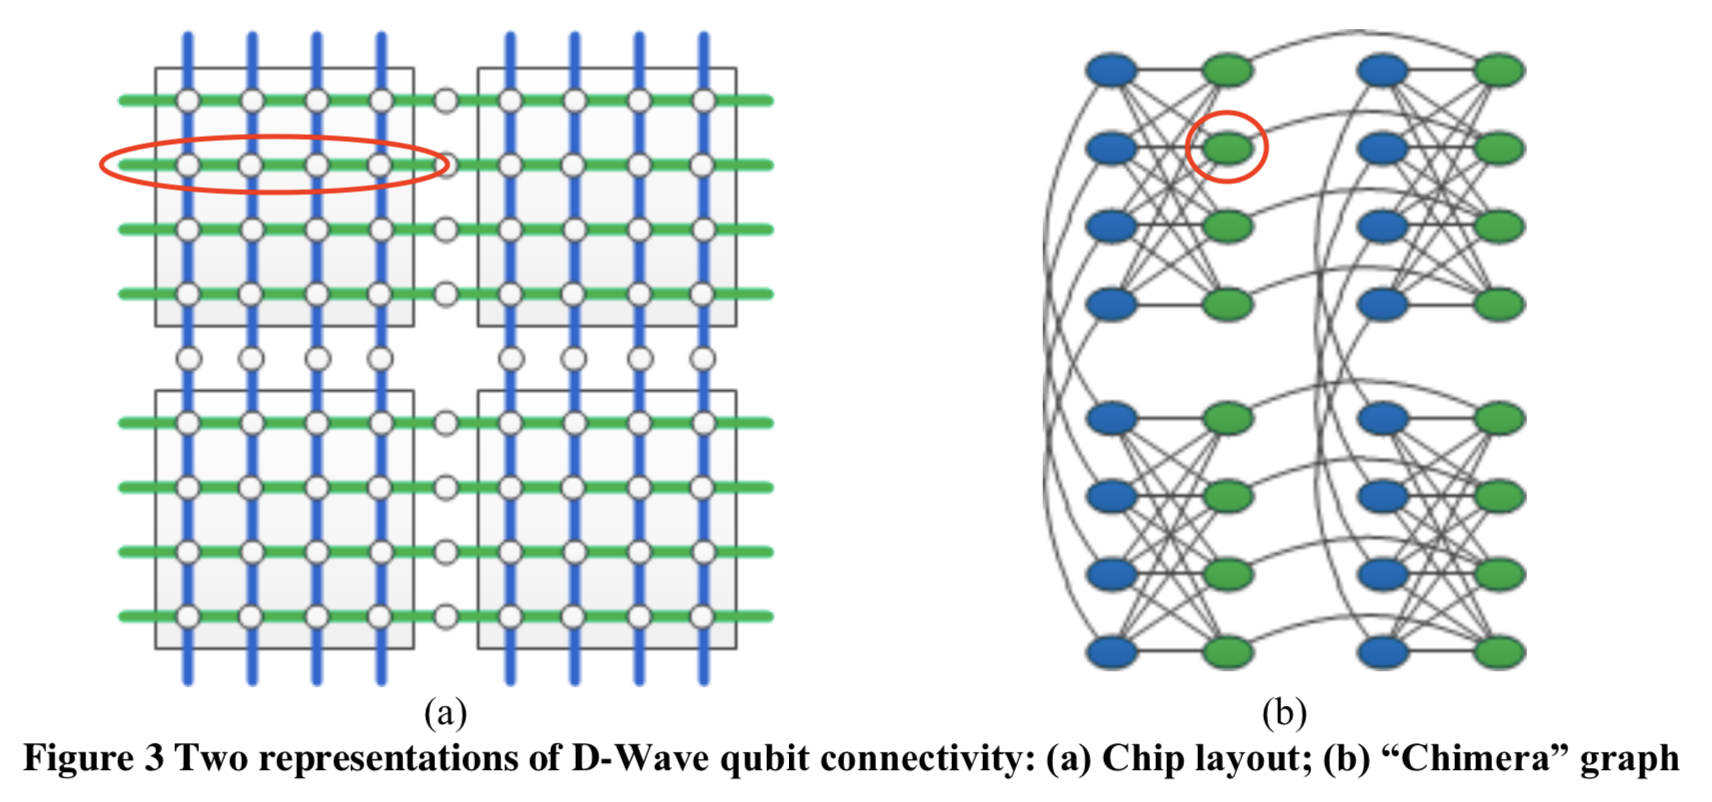 (a) (b)
Figure 3 Two representations of D-Wave qubit connectivity: (a) Chip layout; (b) “Chimera” graph